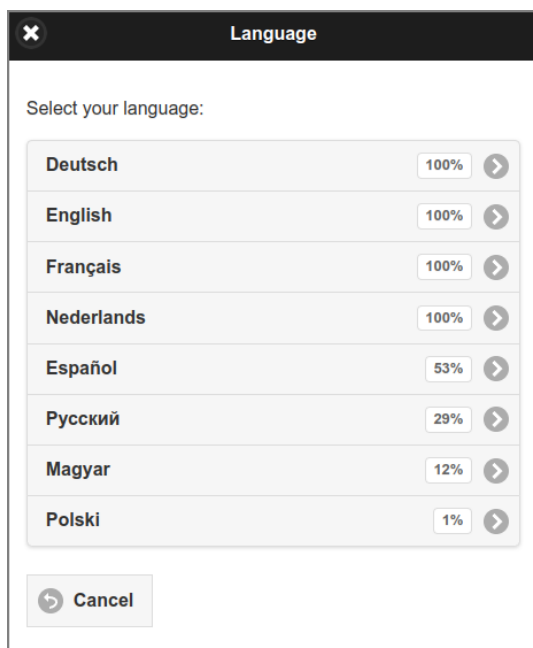 Language
Select your language:
Deutsch 100%
English 100%
Français 100%
Nederlands 100%
Español 53%
Русский 29%
Magyar 12%
Polski 1%
Cancel